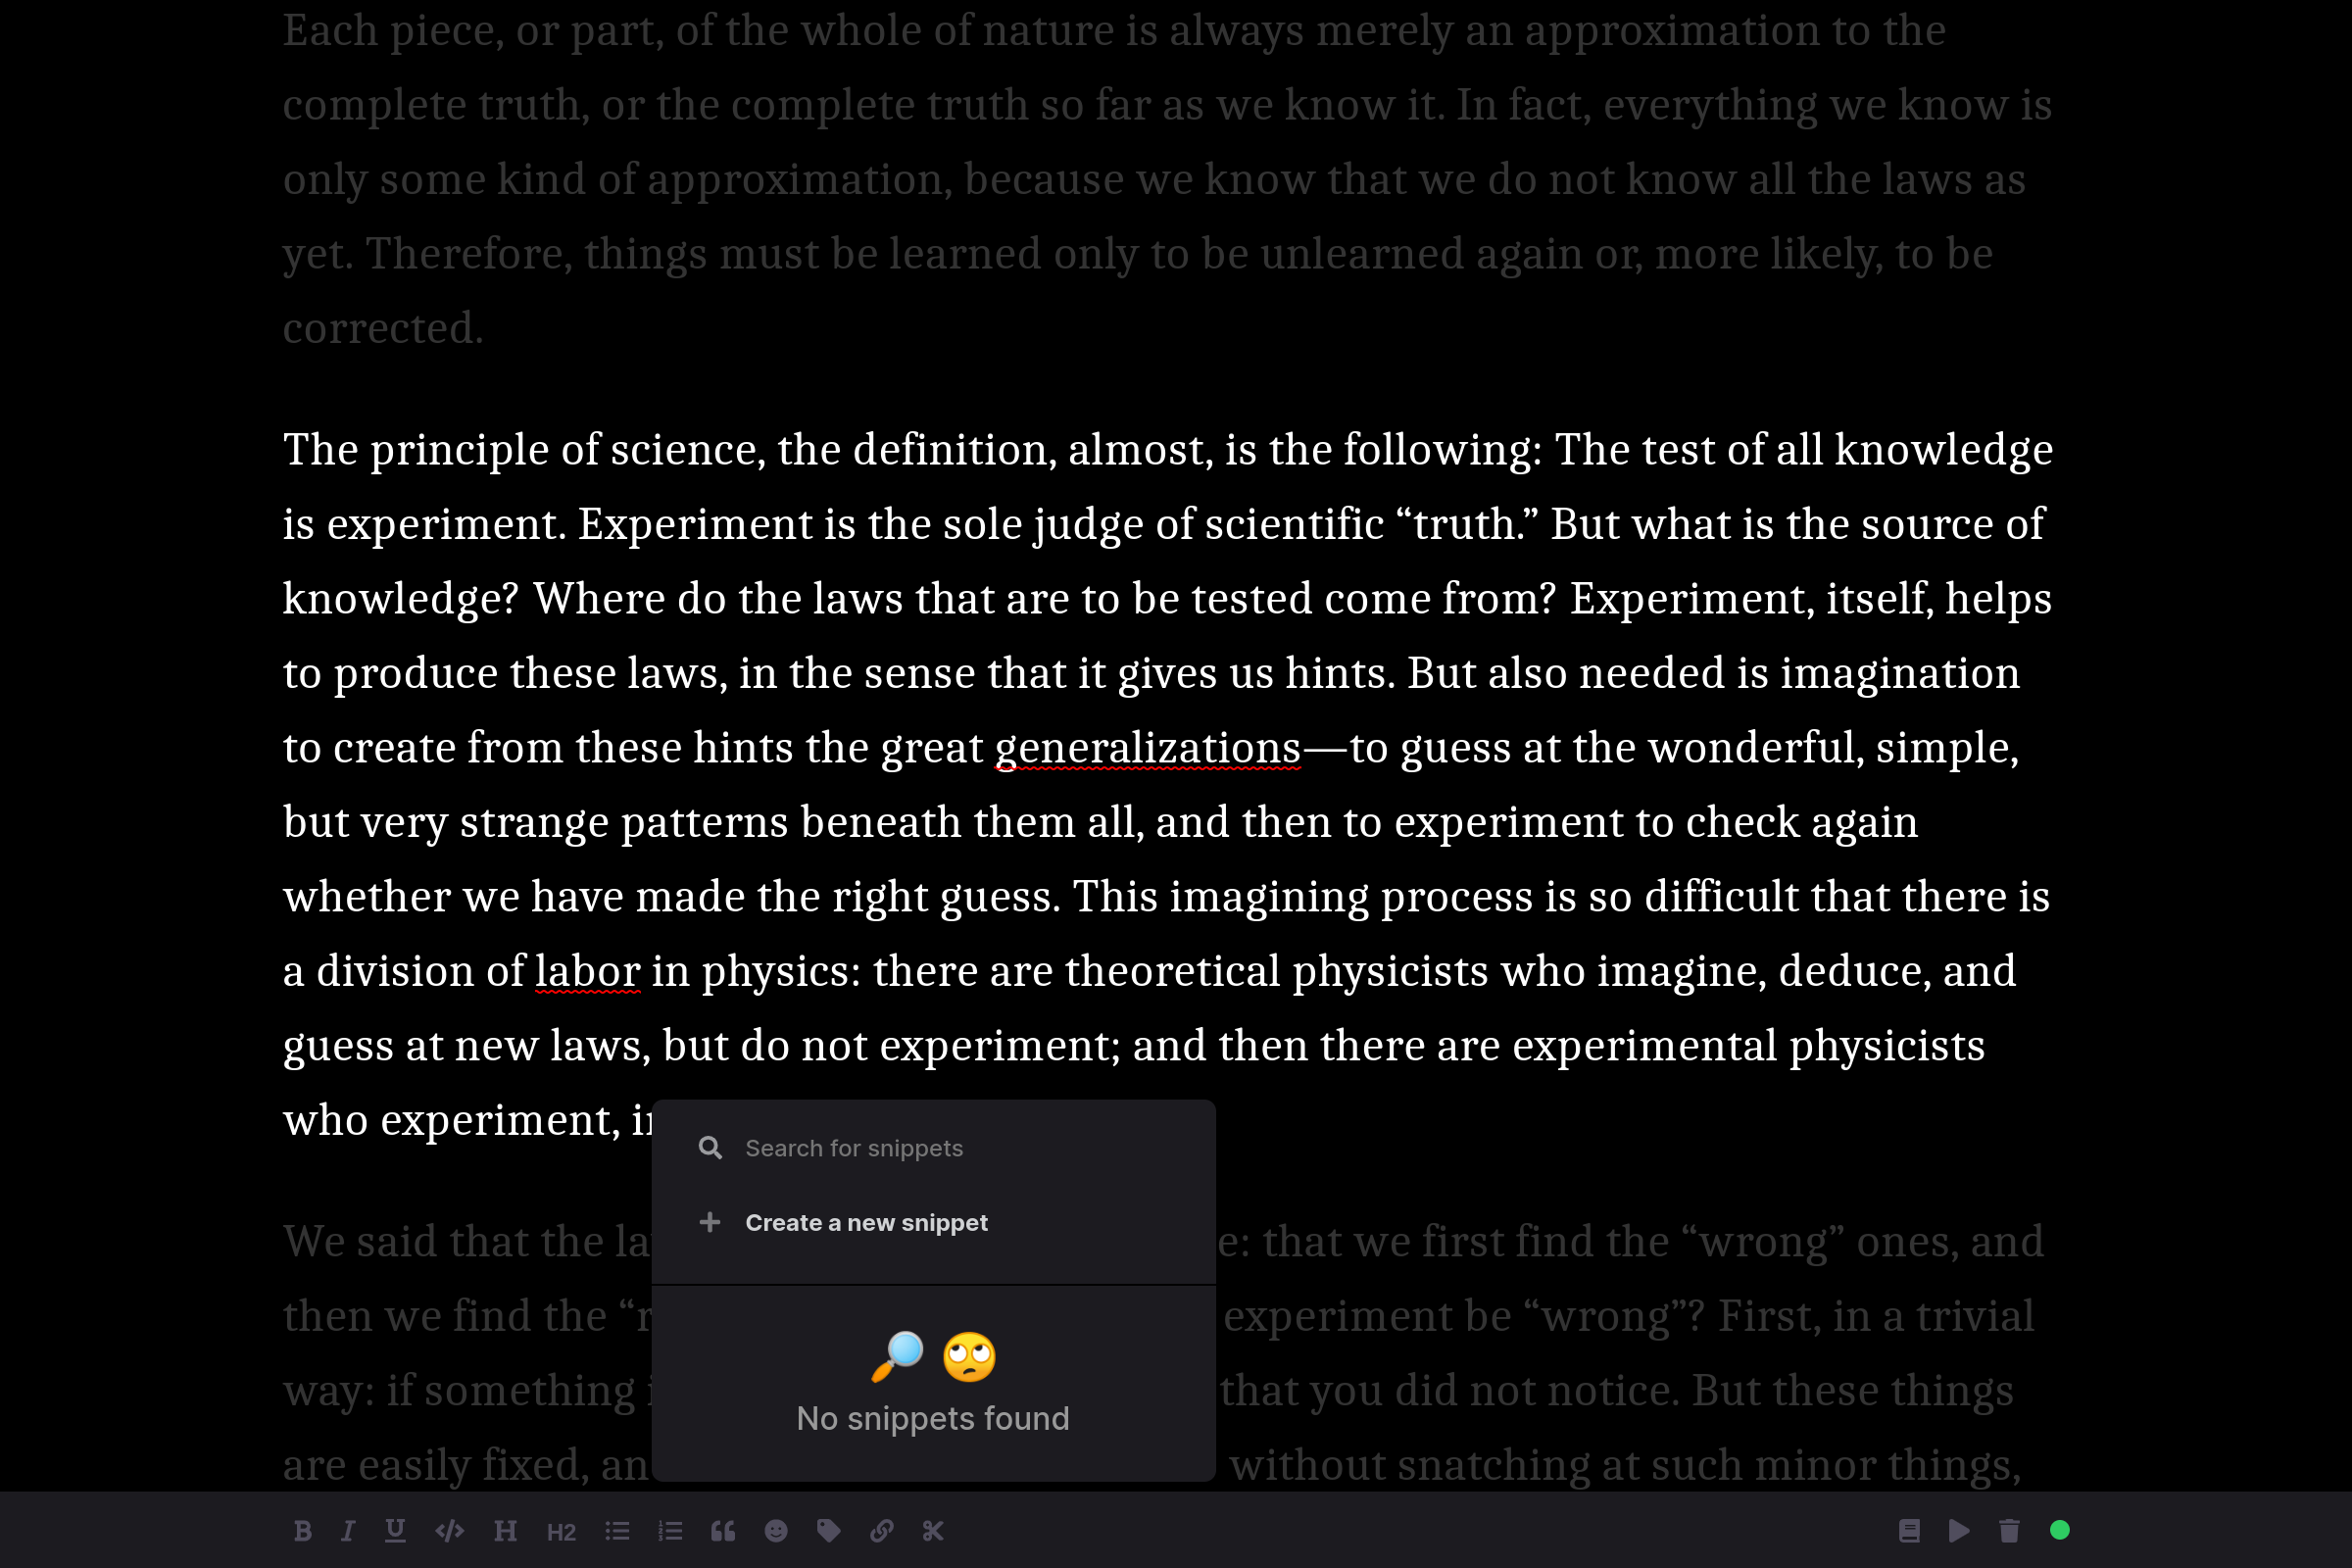 Each piece, or part, of the whole of nature is always merely an approximation to the
complete truth, or the complete truth so far as we know it. In fact, everything we know is
only some kind of approximation, because we know that we do not know all the laws as
yet. Therefore, things must be learned only to be unlearned again or, more likely, to be
corrected.
The principle of science, the definition, almost, is the following: The test of all knowledge
is experiment. Experiment is the sole judge of scientific “truth.” But what is the source of
knowledge? Where do the laws that are to be tested come from? Experiment, itself, helps
to produce these laws, in the sense that it gives us hints. But also needed is imagination
to create from these hints the great generalizations—to guess at the wonderful, simple,
but very strange patterns beneath them all, and then to experiment to check again
whether we have made the right guess. This imagining process is so difficult that there is
a division of labor in physics: there are theoretical physicists who imagine, deduce, and
guess at new laws, but do not experiment; and then there are experimental physicists
who experiment,
Search for snippets
Create a new snippet
We said that the that we first find the “wrong” ones, and
then we find the experiment be “wrong”? First, in a trivial
way: if something that you did not notice. But these things
are easily fixed, without snatching at such minor things,
No snippets found
B I U </> H H2